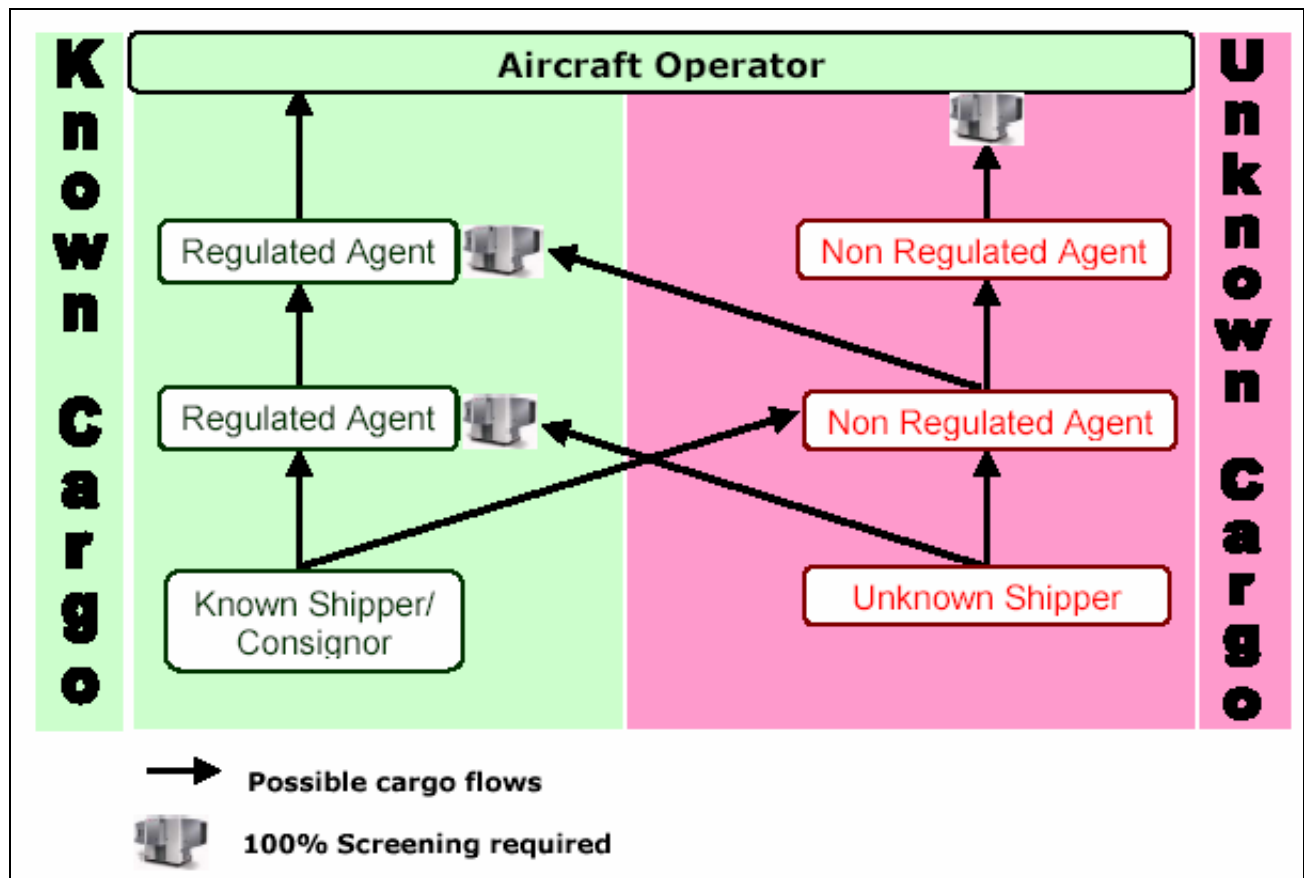 Known Cargo
Aircraft Operator
Unknown Cargo
Regulated Agent
Non Regulated Agent
Regulated Agent
Non Regulated Agent
Known Shipper/
Consignor
Unknown Shipper
Possible cargo flows
100% Screening required